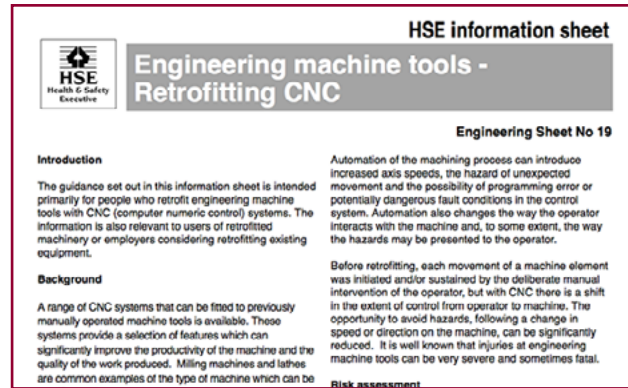 HSE information sheet
HSE
Health & Safety
Executive
Engineering machine tools -
Retrofitting CNC
Engineering Sheet No 19
Introduction
The guidance set out in this information sheet is intended
primarily for people who retrofit engineering machine
tools with CNC (computer numeric control) systems. The
information is also relevant to users of retrofitted
machinery or employers considering retrofitting existing
equipment.
Background
A range of CNC systems that can be fitted to previously
manually operated machine tools is available. These
systems provide a selection of features which can
significantly improve the productivity of the machine and the
quality of the work produced. Milling machines and lathes
are common examples of the type of machine which can be
Automation of the machining process can introduce
increased axis speeds, the hazard of unexpected
movement and the possibility of programming error or
potentially dangerous fault conditions in the control
system. Automation also changes the way the operator
interacts with the machine and, to some extent, the way
the hazards may be presented to the operator.
Before retrofitting, each movement of a machine element
was initiated and/or sustained by the deliberate manual
intervention of the operator, but with CNC there is a shift
in the extent of control from operator to machine. The
opportunity to avoid hazards, following a change in
speed or direction on the machine, can be significantly
reduced. It is well known that injuries at engineering
machine tools can be very severe and sometimes fatal.
Risk assessment